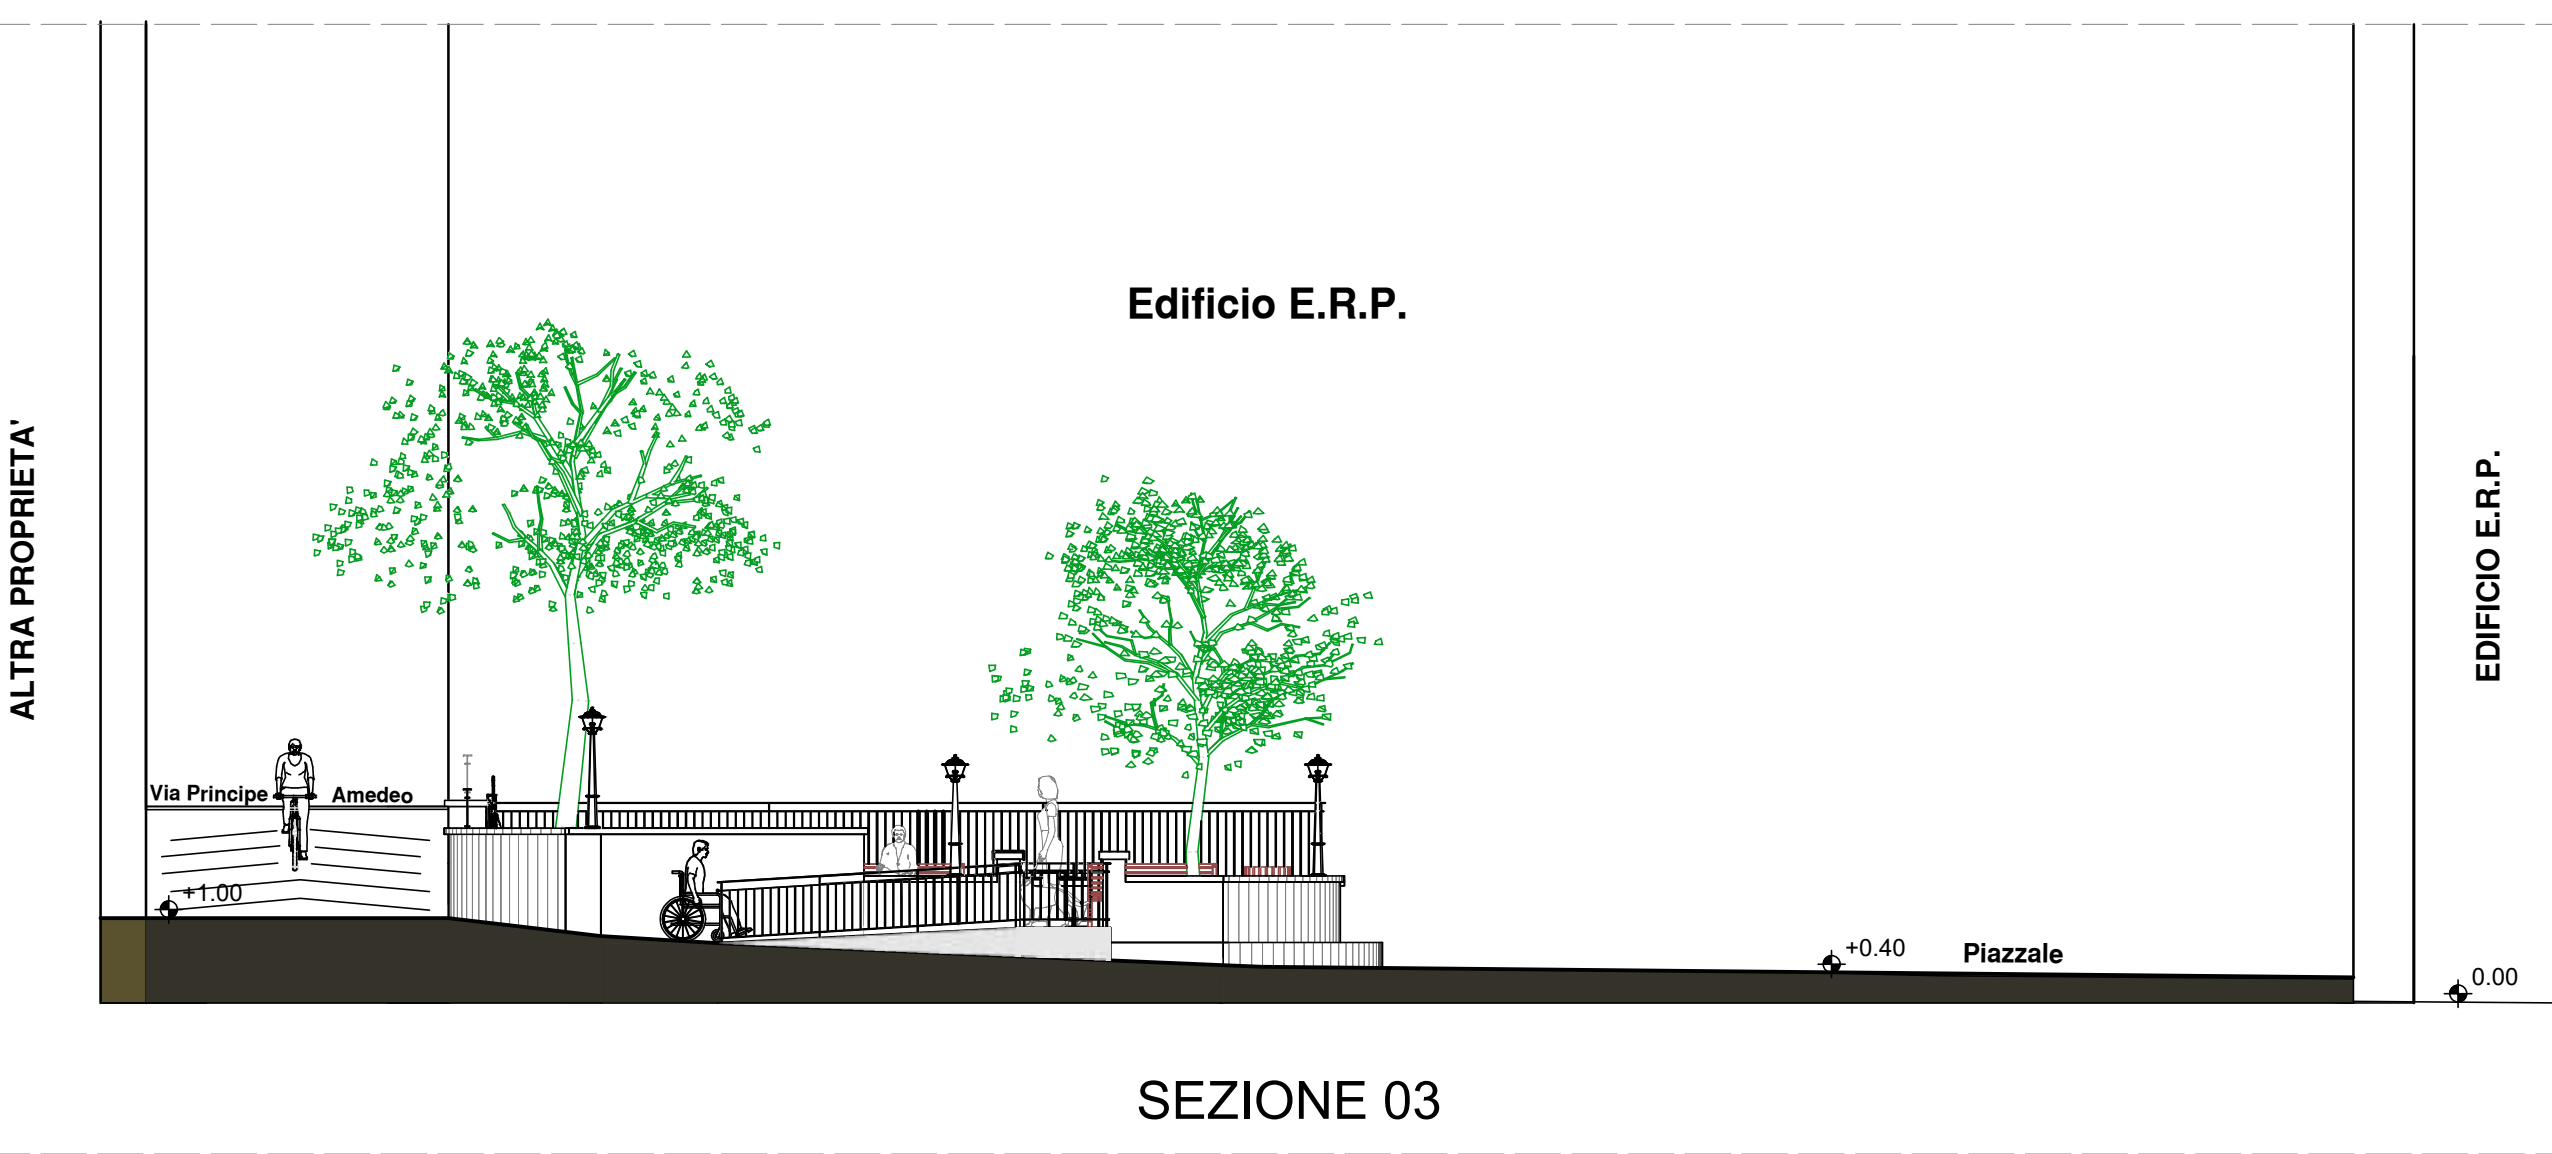 Edificio E.R.P.
ALTRA PROPRIETA'
EDIFICIO E.R.P.
Via Principe Amedeo
+1.00
+0.40
Piazzale
0.00
SEZIONE 03